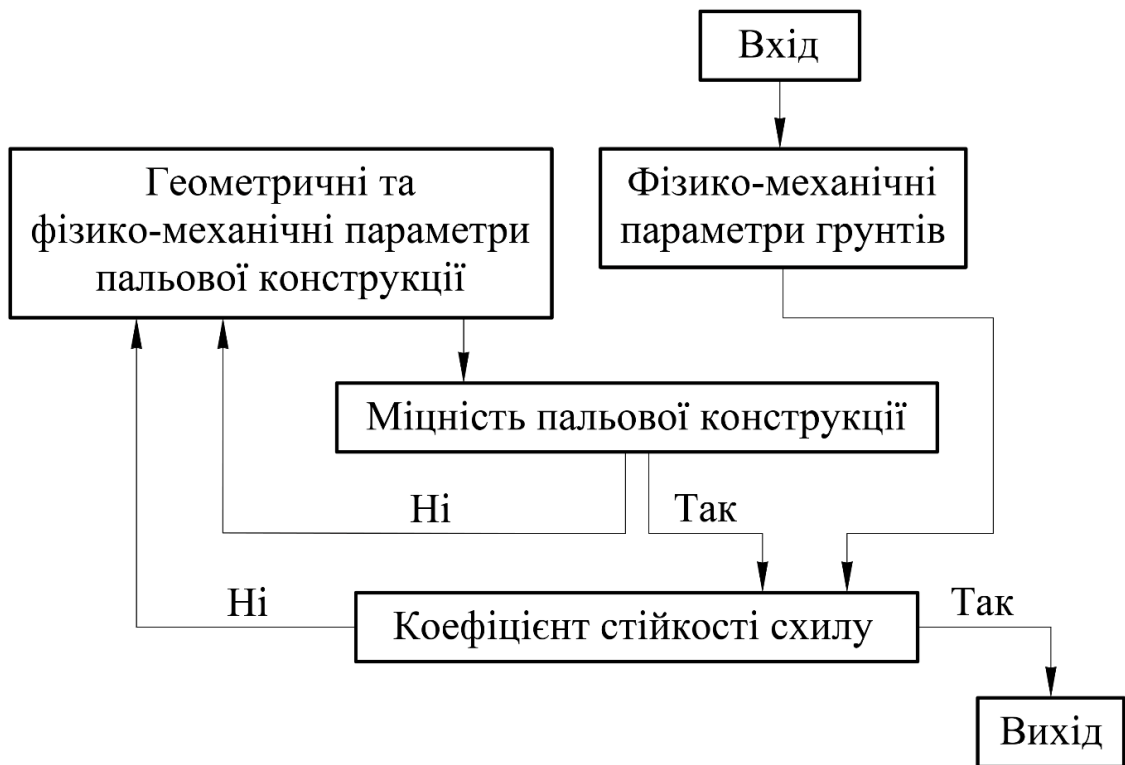 Вхід
Геометричні та
фізико-механічні параметри
пальової конструкції
Фізико-механічні
параметри грунтів
Міцність пальової конструкції
Ні
Так
Ні
Коефіцієнт стійкості схилу
Так
Вихід